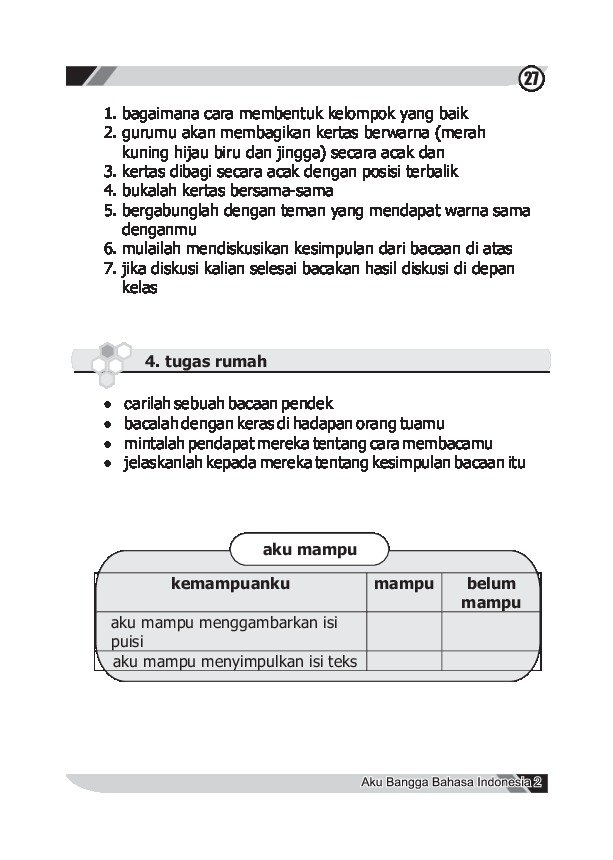 27
1. bagaimana cara membentuk kelompok yang baik
2. gurumu akan membagikan kertas berwarna (merah
kuning hijau biru dan jingga) secara acak dan
3. kertas dibagi secara acak dengan posisi terbalik
4. bukalah kertas bersama-sama
5. bergabunglah dengan teman yang mendapat warna sama
denganmu
6. mulailah mendiskusikan kesimpulan dari bacaan di atas
7. jika diskusi kalian selesai bacakan hasil diskusi di depan
kelas
4. tugas rumah
• carilah sebuah bacaan pendek
• bacalah dengan keras di hadapan orang tuamu
• mintalah pendapat mereka tentang cara membacamu
• jelaskanlah kepada mereka tentang kesimpulan bacaan itu
aku mampu
kemampuanku mampu belum
mampu
aku mampu menggambarkan isi
puisi
aku mampu menyimpulkan isi teks
Aku Bangga Bahasa Indonesia 2